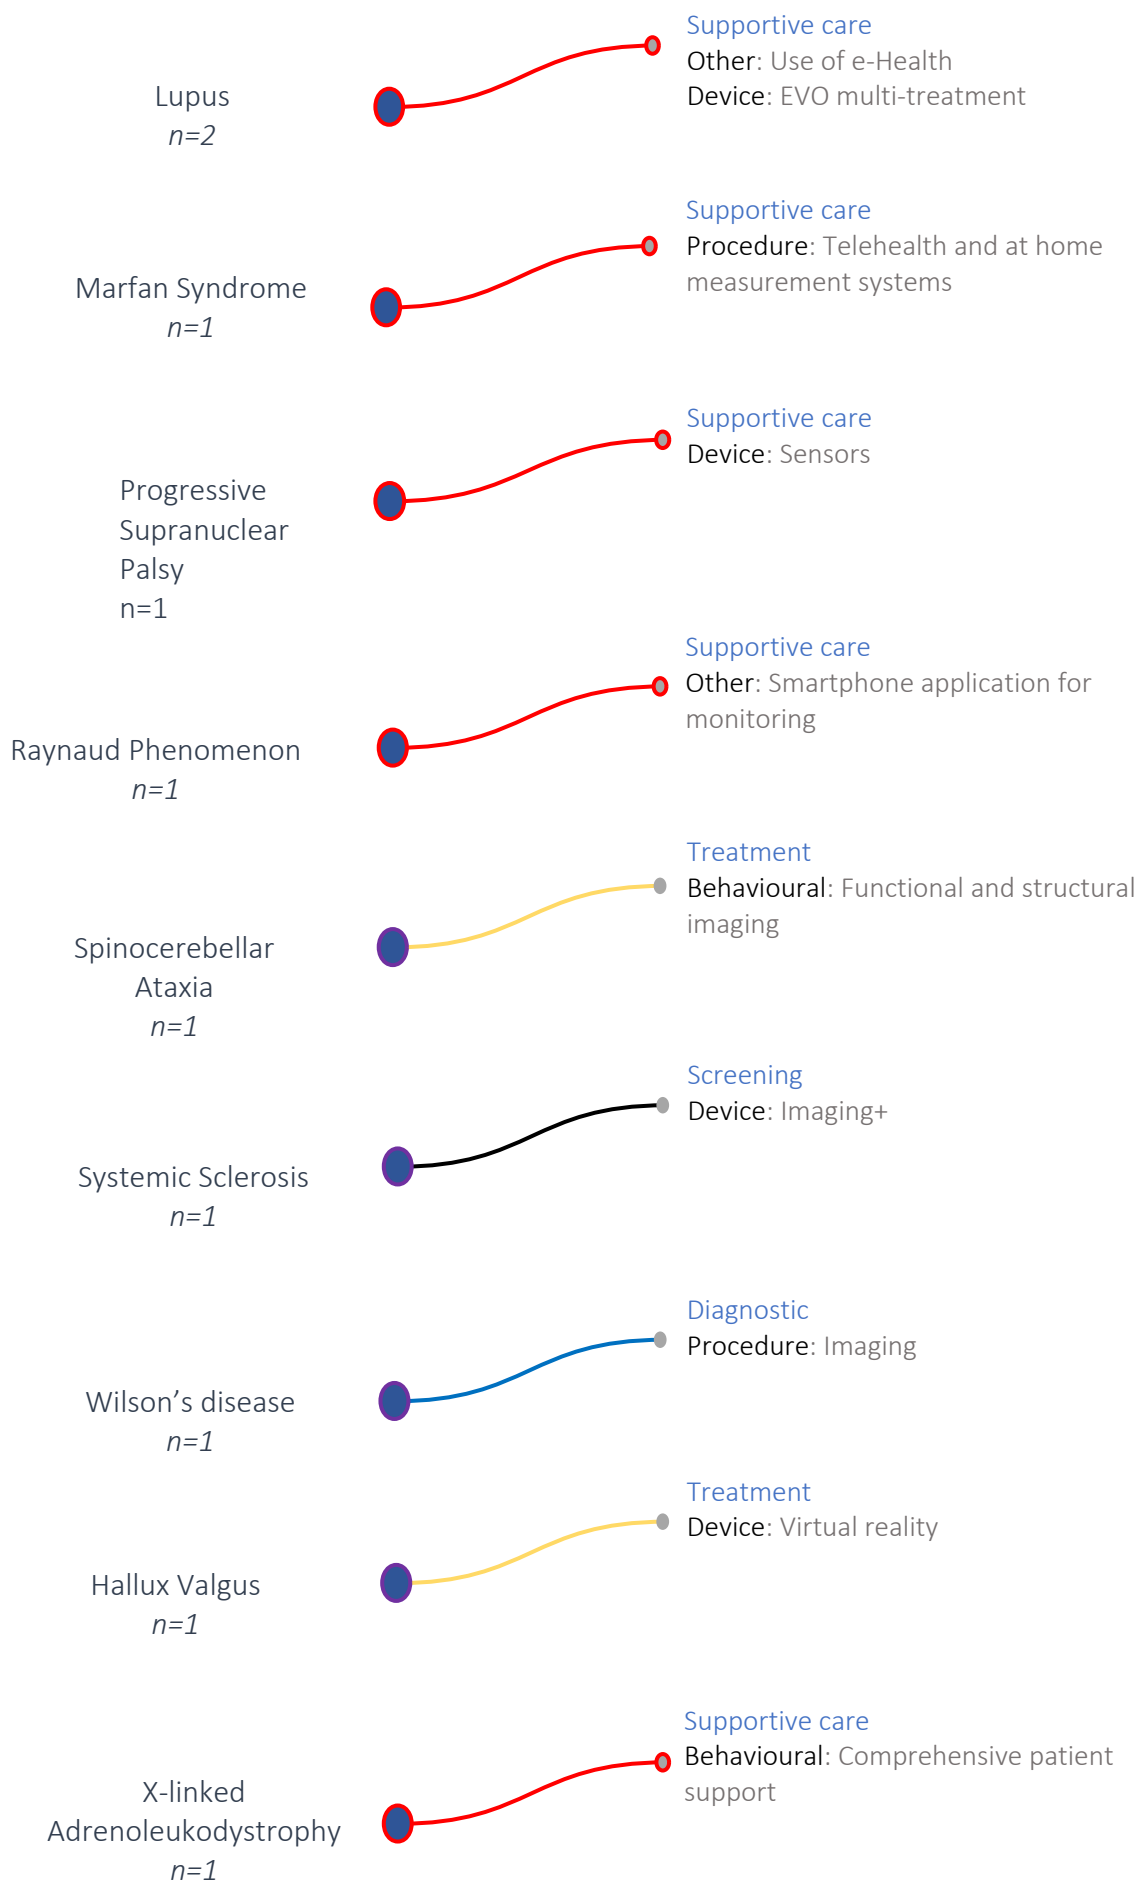 Supportive care
Other: Use of e-Health
Device: EVO multi-treatment
Lupus
n=2
Supportive care
Procedure: Telehealth and at home
measurement systems
Marfan Syndrome
n=1
Supportive care
Device: Sensors
Progressive
Supranuclear
Palsy
n=1
Supportive care
Other: Smartphone application for
monitoring
Raynaud Phenomenon
n=1
Treatment
Behavioural: Functional and structural
imaging
Spinocerebellar
Ataxia
n=1
Screening
Device: Imaging+
Systemic Sclerosis
n=1
Diagnostic
Procedure: Imaging
Wilson’s disease
n=1
Treatment
Device: Virtual reality
Hallux Valgus
n=1
Supportive care
Behavioural: Comprehensive patient
support
X-linked
Adrenoleukodystrophy
n=1